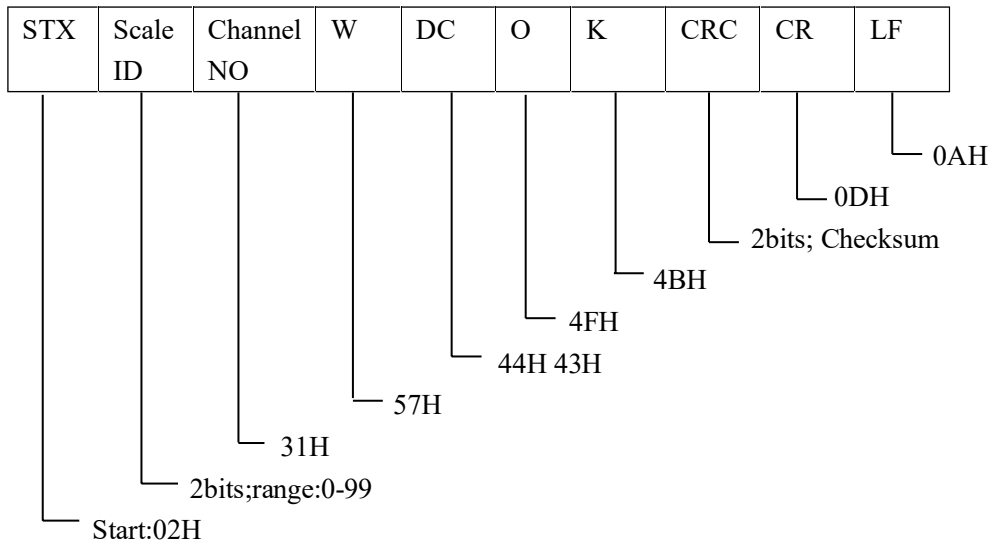 STX Scale ID Channel NO W DC O K CRC CR LF
0AH
0DH
2bits; Checksum
4BH
4FH
44H 43H
57H
31H
2bits;range:0-99
Start:02H